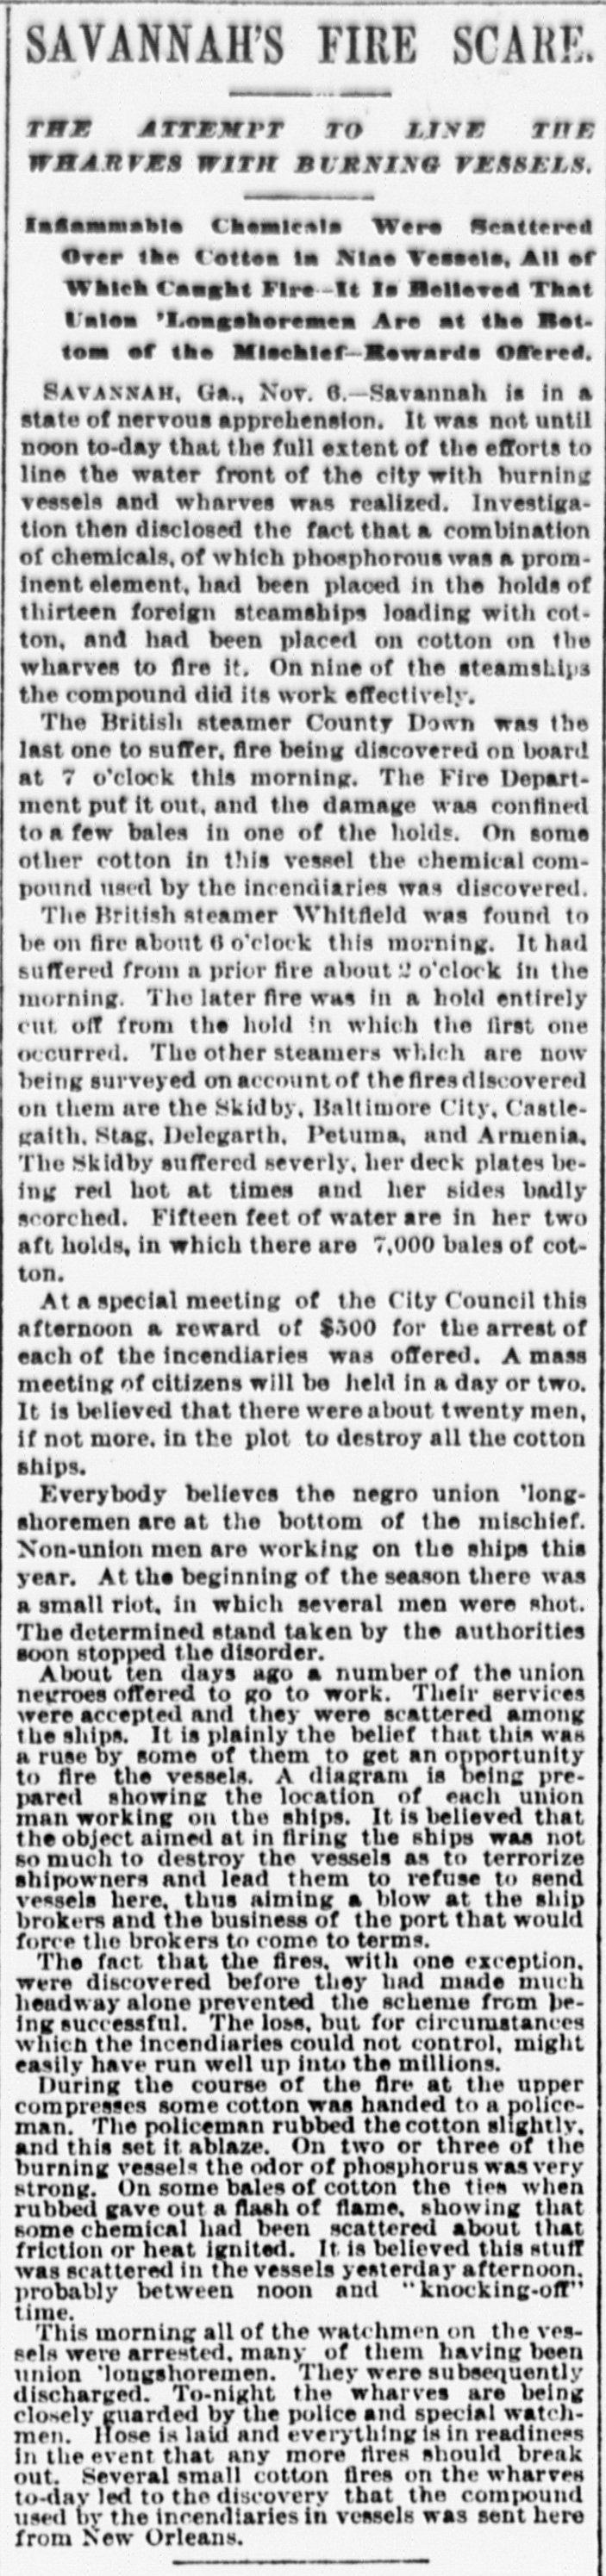 SAVANNAH'S FIRE SCARE.
THE ATTEMPT TO LINE THE
WHARVES WITH BURNING VESSELS.
Inflammable Chemicals Were Scattered
Over the Cotton in Nine Vessels, All of
Which Caught Fire—It Is Believed That
Union 'Longshoremen Are at the Bot-
tom of the Mischief—Rewards Offered.
SAVANNAH, Ga., Nov. 6.—Savannah is in a
state of nervous apprehension. It was not until
noon to-day that the full extent of the efforts to
line the water front of the city with burning
vessels and wharves was realized. Investiga-
tion then disclosed the fact that a combination
of chemicals, of which phosphorous was a prom-
inent element, had been placed in the holds of
thirteen foreign steamships loading with cot-
ton, and had been placed on cotton on the
wharves to fire it. On nine of the steamships
the compound did its work effectively.
The British steamer County Down was the
last one to suffer, fire being discovered on board
at 7 o'clock this morning. The Fire Depart-
ment put it out, and the damage was confined
to a few bales in one of the holds. On some
other cotton in this vessel the chemical com-
pound used by the incendiaries was discovered.
The British steamer Whitfield was found to
be on fire about 6 o'clock this morning. It had
suffered from a prior fire about 2 o'clock in the
morning. The later fire was in a hold entirely
cut off from the hold in which the first one
occurred. The other steamers which are now
being surveyed on account of the fires discovered
on them are the Skidby, Baltimore City, Castle-
gaith, Stag, Delegarth, Petuma, and Armenia.
The Skidby suffered severly, her deck plates be-
ing red hot at times and her sides badly
scorched. Fifteen feet of water are in her two
aft holds, in which there are 7,000 bales of cot-
ton.
At a special meeting of the City Council this
afternoon a reward of $500 for the arrest of
each of the incendiaries was offered. A mass
meeting of citizens will be held in a day or two.
It is believed that there were about twenty men,
if not more, in the plot to destroy all the cotton
ships.
Everybody believes the negro union 'long-
shoremen are at the bottom of the mischief.
Non-union men are working on the ships this
year. At the beginning of the season there was
a small riot, in which several men were shot.
The determined stand taken by the authorities
soon stopped the disorder.
About ten days ago a number of the union
negroes offered to go to work. Their services
were accepted and they were scattered among
the ships. It is plainly the belief that this was
a ruse by some of them to get an opportunity
to fire the vessels. A diagram is being pre-
pared showing the location of each union
man working on the ships. It is believed that
the object aimed at in firing the ships was not
so much to destroy the vessels as to terrorize
shipowners and lead them to refuse to send
vessels here, thus aiming a blow at the ship
brokers and the business of the port that would
force the brokers to come to terms.
The fact that the fires, with one exception,
were discovered before they had made much
headway alone prevented the scheme from be-
ing successful. The loss, but for circumstances
which the incendiaries could not control, might
easily have run well up into the millions.
During the course of the fire at the upper
compresses some cotton was handed to a police-
man. The policeman rubbed the cotton slightly,
and this set it ablaze. On two or three of the
burning vessels the odor of phosphorus was very
strong. On some bales of cotton the ties when
rubbed gave out a flash of flame, showing that
some chemical had been scattered about that
friction or heat ignited. It is believed this stuff
was scattered in the vessels yesterday afternoon,
probably between noon and "knocking-off"
time.
This morning all of the watchmen on the ves-
sels were arrested, many of them having been
union 'longshoremen. They were subsequently
discharged. To-night the wharves are being
closely guarded by the police and special watch-
men. Hose is laid and everything is in readiness
in the event that any more fires should break
out. Several small cotton fires on the wharves
to-day led to the discovery that the compound
used by the incendiaries in vessels was sent here
from New Orleans.